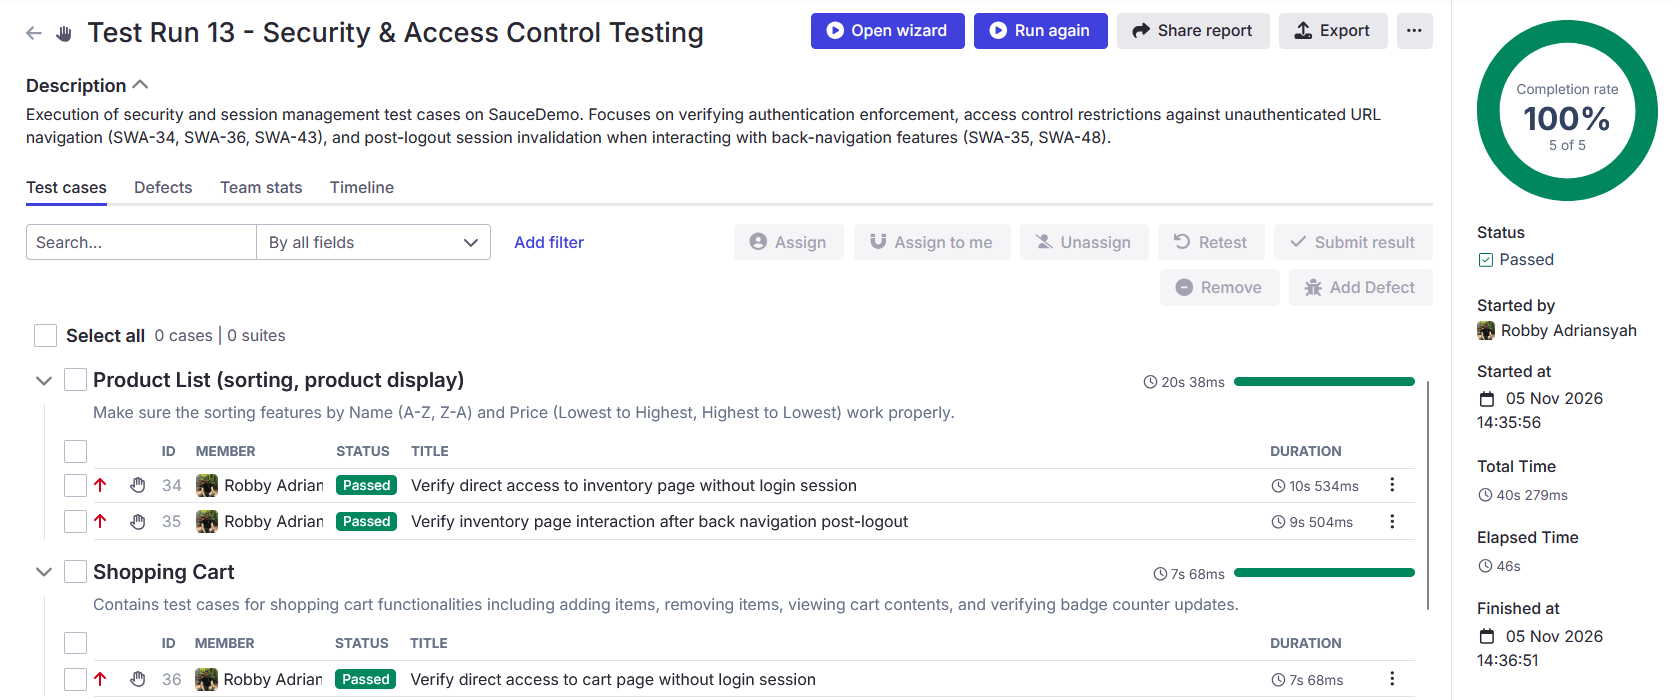 Test Run 13 - Security & Access Control Testing
Open wizard
Run again
Share report
Export
Description
Execution of security and session management test cases on SauceDemo. Focuses on verifying authentication enforcement, access control restrictions against unauthenticated URL
navigation (SWA-34, SWA-36, SWA-43), and post-logout session invalidation when interacting with back-navigation features (SWA-35, SWA-48).
Test cases
Defects
Team stats
Timeline
Search...
By all fields
Add filter
Assign
Assign to me
Unassign
Retest
Submit result
Remove
Add Defect
Select all 0 cases | 0 suites
Product List (sorting, product display)
20s 38ms
Make sure the sorting features by Name (A-Z, Z-A) and Price (Lowest to Highest, Highest to Lowest) work properly.
ID MEMBER STATUS TITLE DURATION
34 Robby Adrian Passed Verify direct access to inventory page without login session 10s 534ms
35 Robby Adrian Passed Verify inventory page interaction after back navigation post-logout 9s 504ms
Shopping Cart
7s 68ms
Contains test cases for shopping cart functionalities including adding items, removing items, viewing cart contents, and verifying badge counter updates.
ID MEMBER STATUS TITLE DURATION
36 Robby Adrian Passed Verify direct access to cart page without login session 7s 68ms
Completion rate
100%
5 of 5
Status
Passed
Started by
Robby Adriansyah
Started at
05 Nov 2026
14:35:56
Total Time
40s 279ms
Elapsed Time
46s
Finished at
05 Nov 2026
14:36:51